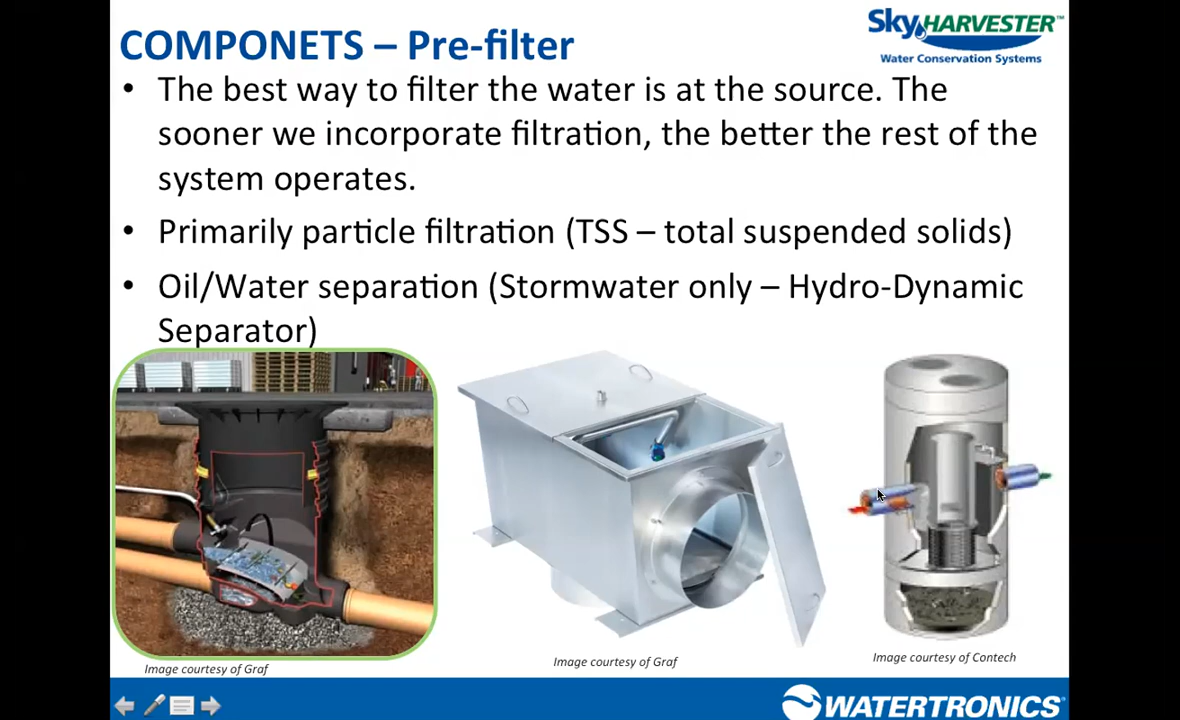 SkyHARVESTER™
Water Conservation Systems
COMPONETS – Pre-filter
• The best way to filter the water is at the source. The
sooner we incorporate filtration, the better the rest of the
system operates.
• Primarily particle filtration (TSS – total suspended solids)
• Oil/Water separation (Stormwater only – Hydro-Dynamic
Separator)
Image courtesy of Graf
Image courtesy of Graf
Image courtesy of Contech
WATERTRONICS®